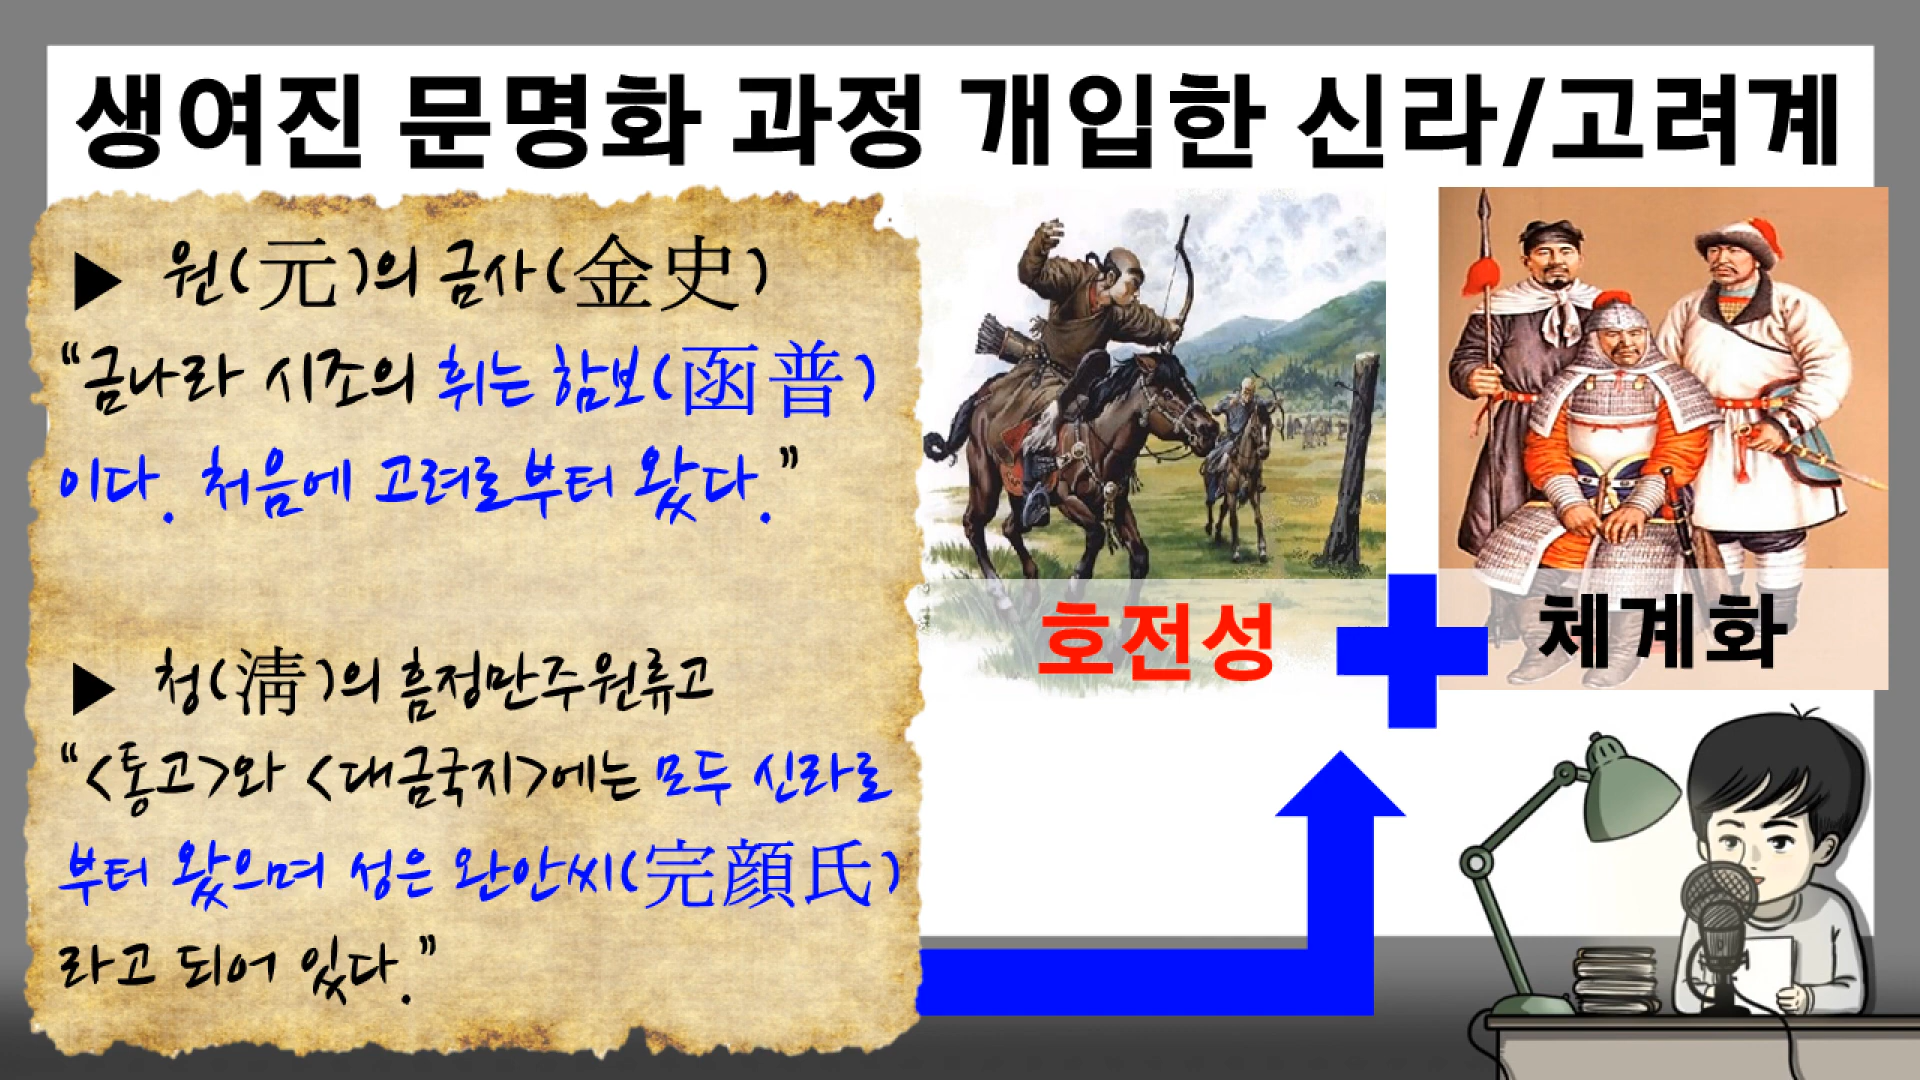 생여진 문명화 과정 개입한 신라/고려계
▶ 원(元)의 금사(金史)
“금나라 시조의 휘는 함보(函普)
이다. 처음에 고려로부터 왔다.”
▶ 청(淸)의 흠정만주원류고
“<통고>와 <대금국지>에는 모두 신라로
부터 왔으며 성은 완안씨(完顔氏)
라고 되어 있다.”
호전성
체계화